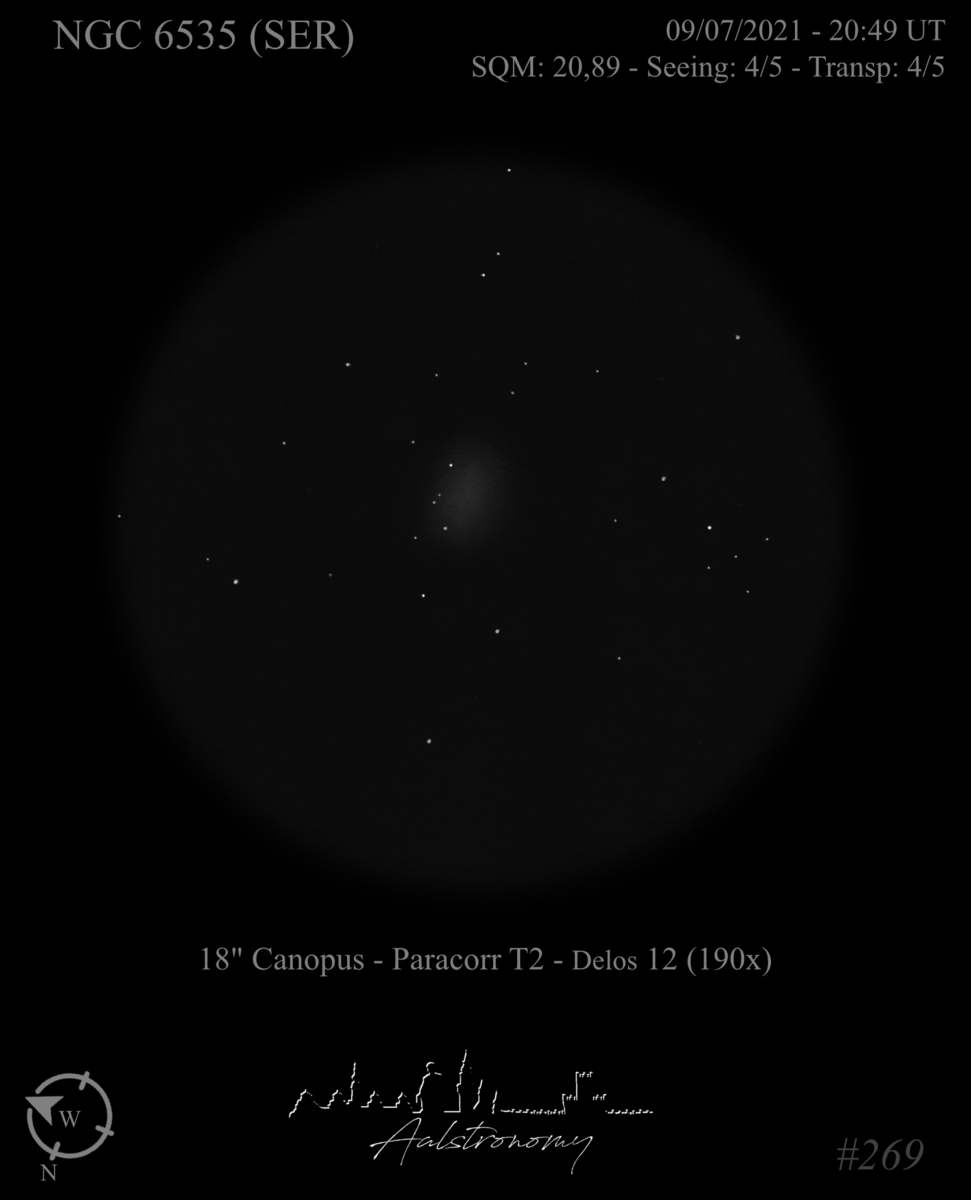 NGC 6535 (SER)
09/07/2021 - 20:49 UT
SQM: 20,89 - Seeing: 4/5 - Transp: 4/5
18" Canopus - Paracorr T2 - Delos 12 (190x)
W
N
Aalstronomy
#269